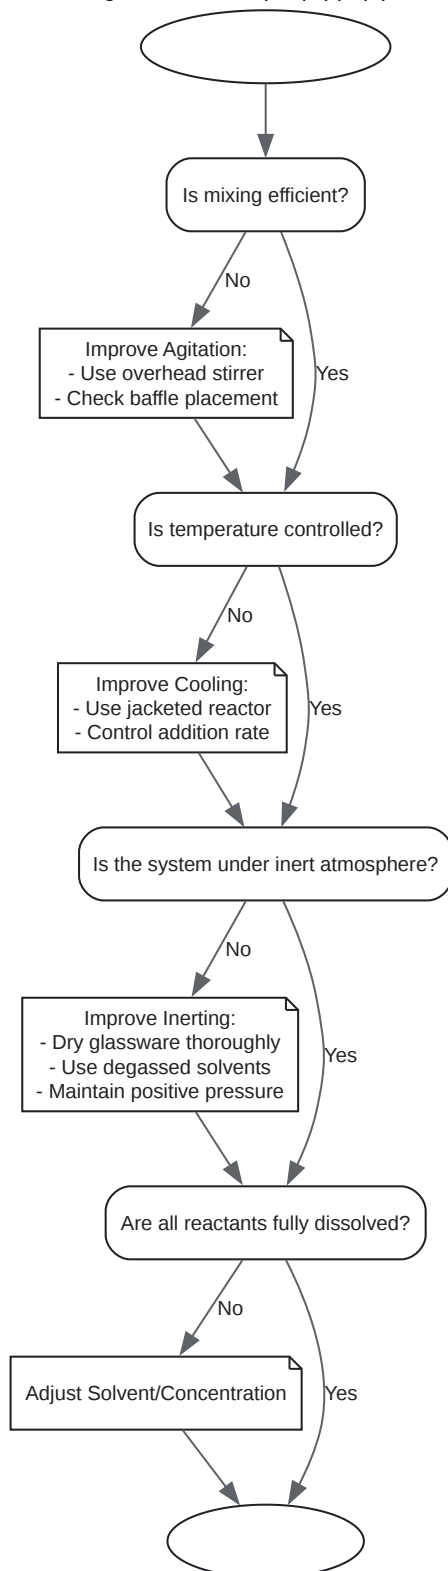 Is mixing efficient?
No
Improve Agitation:
- Use overhead stirrer
- Check baffle placement
Yes
Is temperature controlled?
No
Improve Cooling:
- Use jacketed reactor
- Control addition rate
Yes
Is the system under inert atmosphere?
No
Improve Inerting:
- Dry glassware thoroughly
- Use degassed solvents
- Maintain positive pressure
Yes
Are all reactants fully dissolved?
No
Adjust Solvent/Concentration
Yes